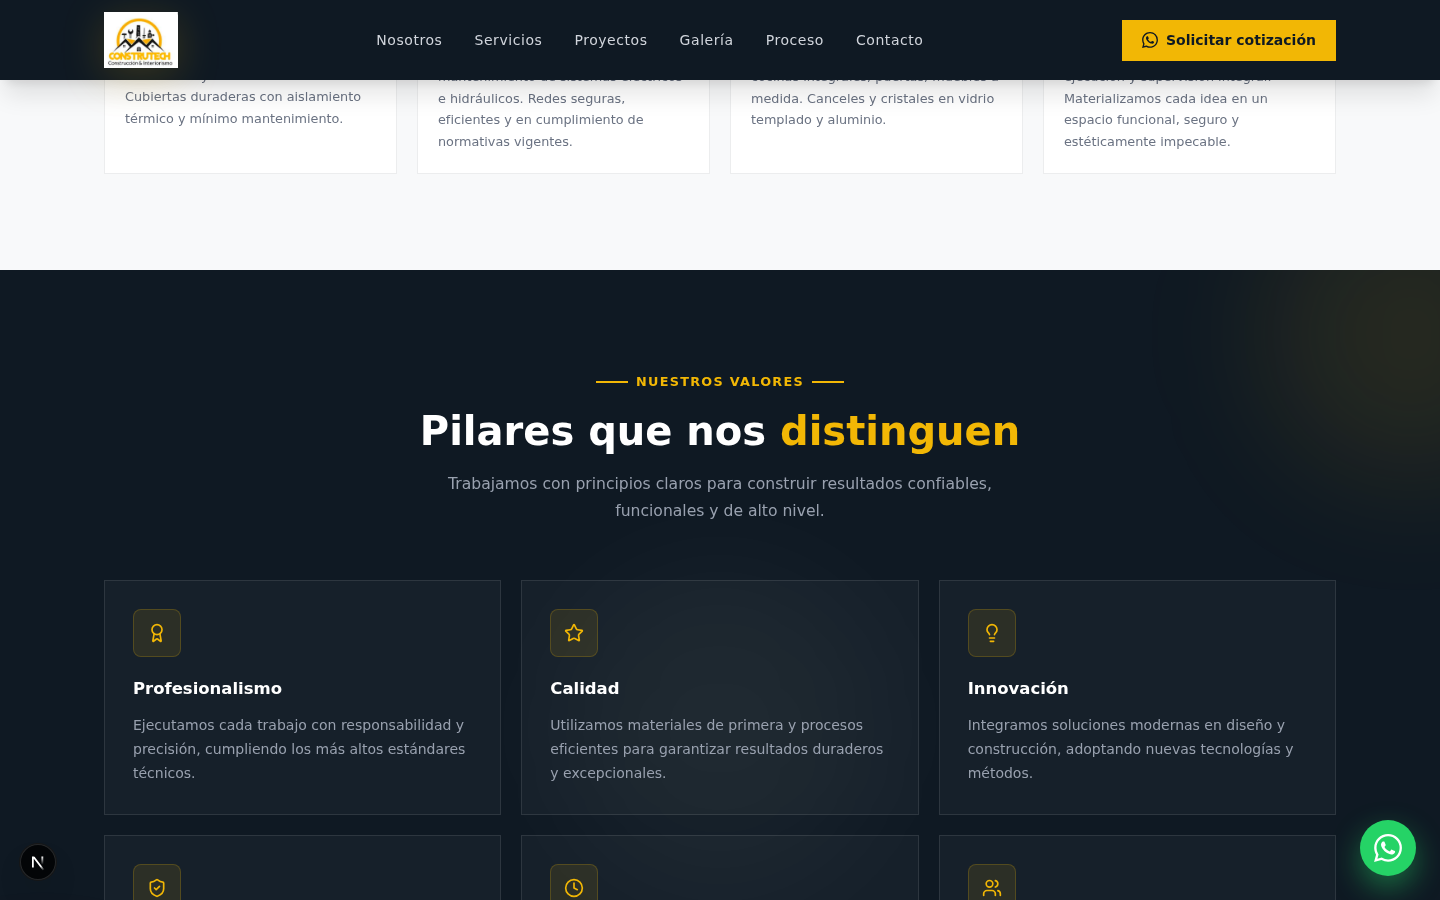 CONSTRUTECH
Construcción & Interiorismo
Nosotros
Servicios
Proyectos
Galería
Proceso
Contacto
Solicitar cotización
Cubiertas duraderas con aislamiento
térmico y mínimo mantenimiento.
e hidráulicos. Redes seguras,
eficientes y en cumplimiento de
normativas vigentes.
medida. Canceles y cristales en vidrio
templado y aluminio.
Materializamos cada idea en un
espacio funcional, seguro y
estéticamente impecable.
NUESTROS VALORES
Pilares que nos distinguen
Trabajamos con principios claros para construir resultados confiables,
funcionales y de alto nivel.
Profesionalismo
Ejecutamos cada trabajo con responsabilidad y
precisión, cumpliendo los más altos estándares
técnicos.
Calidad
Utilizamos materiales de primera y procesos
eficientes para garantizar resultados duraderos
y excepcionales.
Innovación
Integramos soluciones modernas en diseño y
construcción, adoptando nuevas tecnologías y
métodos.
N